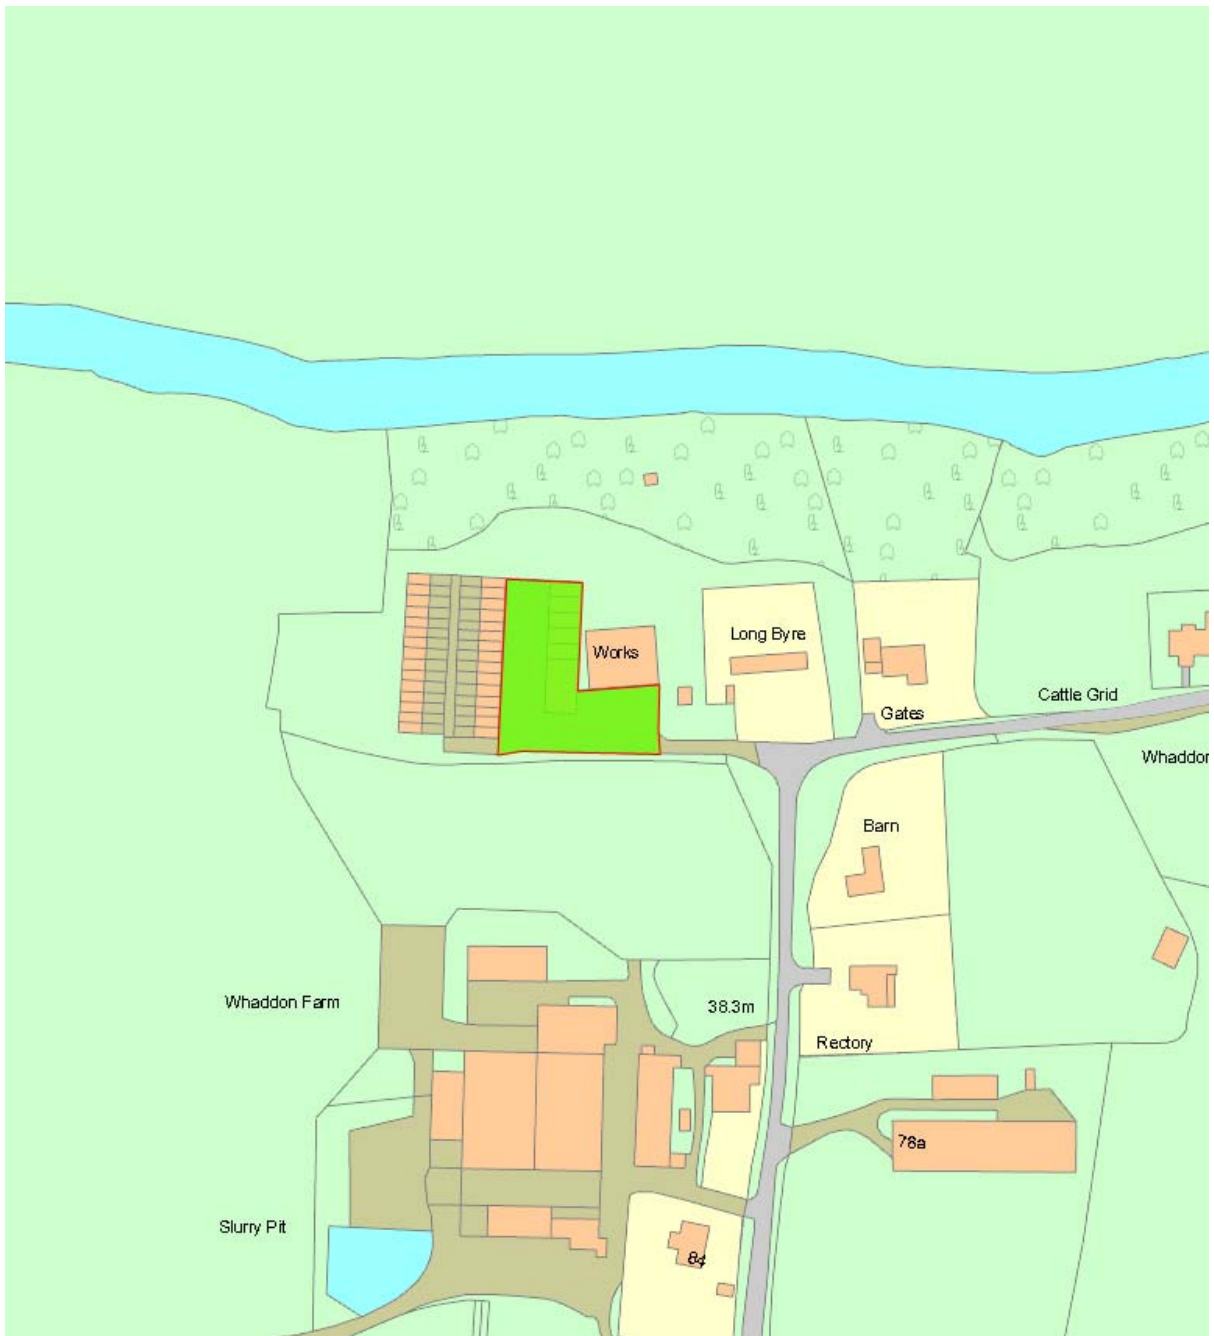 Long Byre
Works
Cattle Grid
Gates
Whaddon
Barn
Whaddon Farm
38.3m
Rectory
78a
Slurry Pit
84